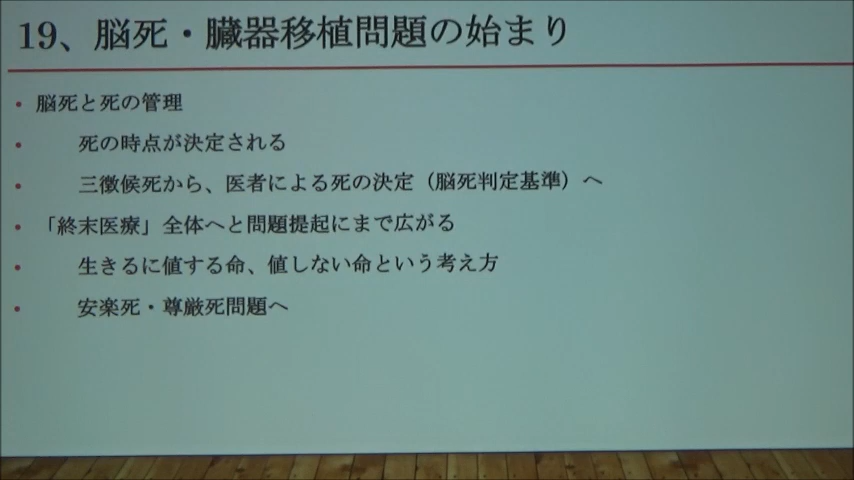 19、脳死・臓器移植問題の始まり
• 脳死と死の管理
• 死の時点が決定される
• 三徴候死から、医者による死の決定（脳死判定基準）へ
• 「終末医療」全体へと問題提起にまで広がる
• 生きるに値する命、値しない命という考え方
• 安楽死・尊厳死問題へ